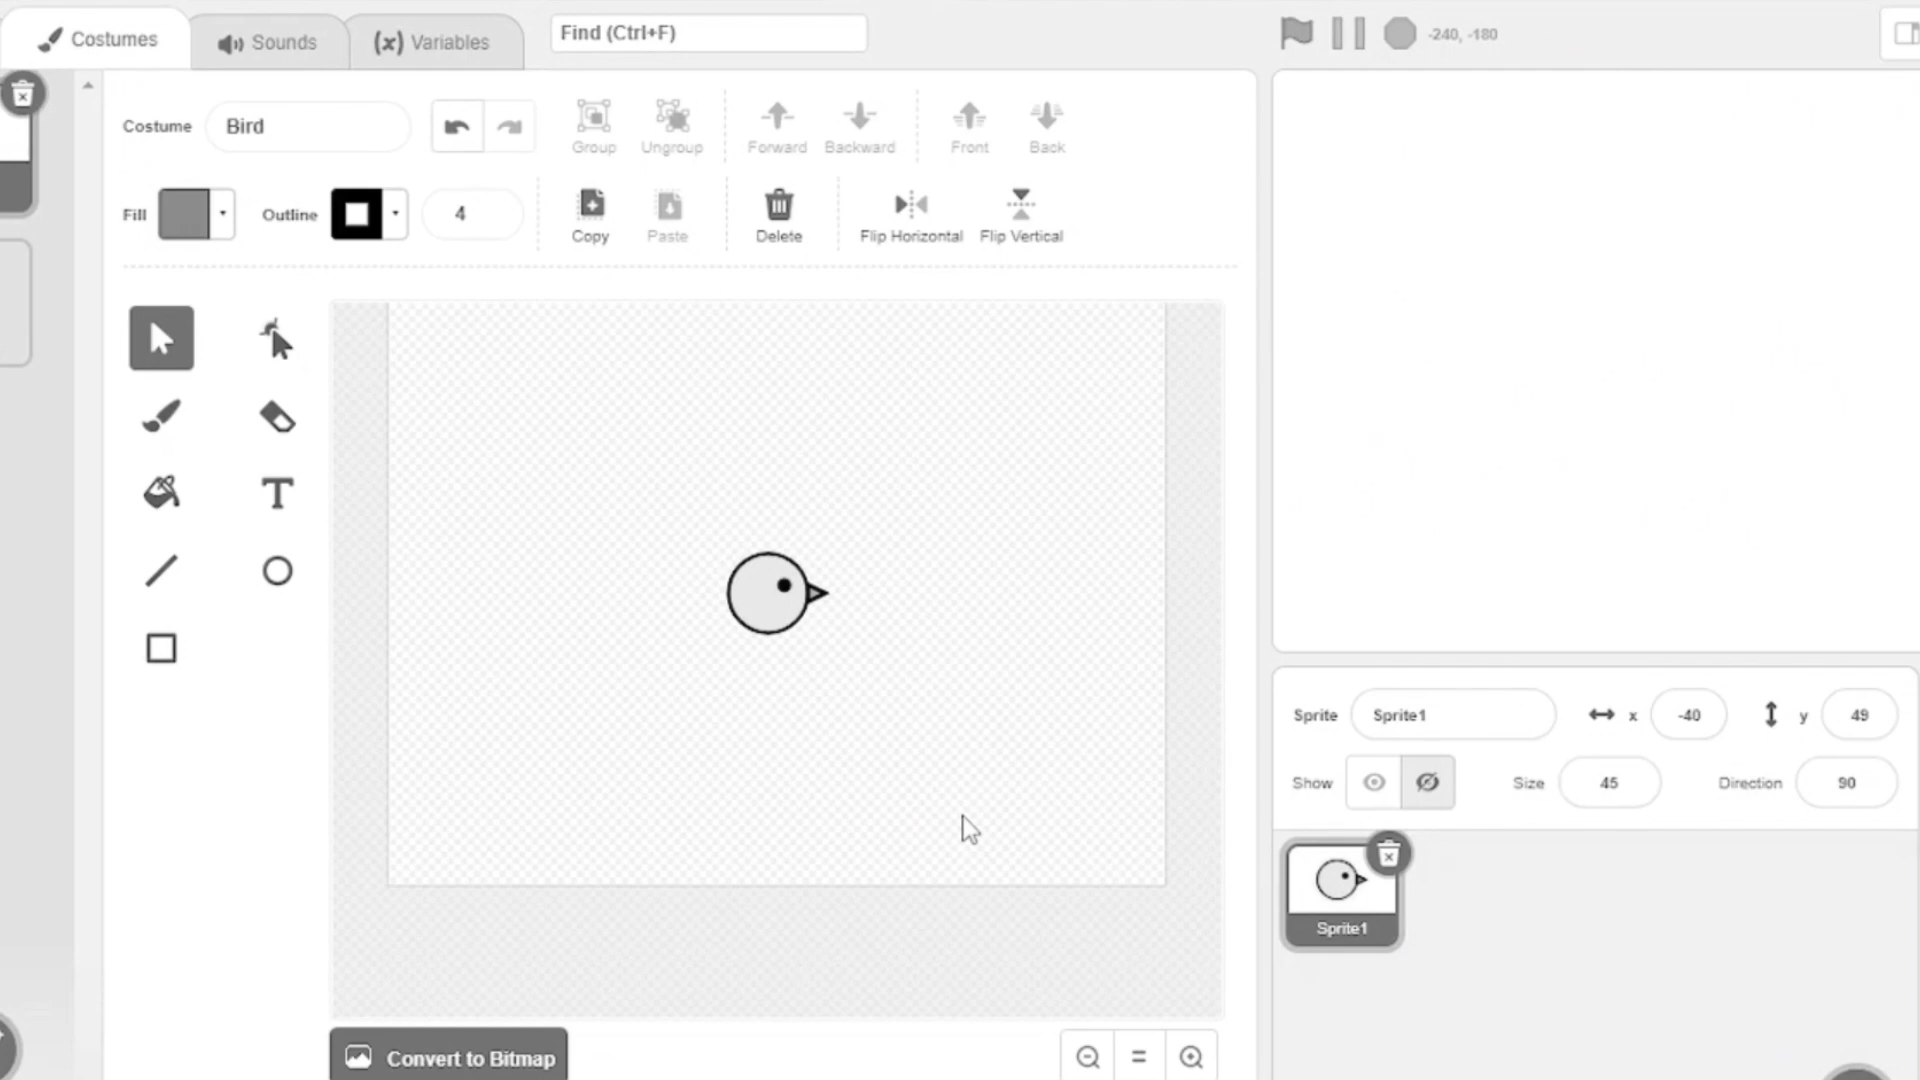 Costumes
Sounds
(x) Variables
Find (Ctrl+F)
-240, -180
Costume
Bird
Group
Ungroup
Forward
Backward
Front
Back
Fill
Outline
4
Copy
Paste
Delete
Flip Horizontal
Flip Vertical
T
Convert to Bitmap
=
Sprite
Sprite1
x
-40
y
49
Show
Size
45
Direction
90
Sprite1